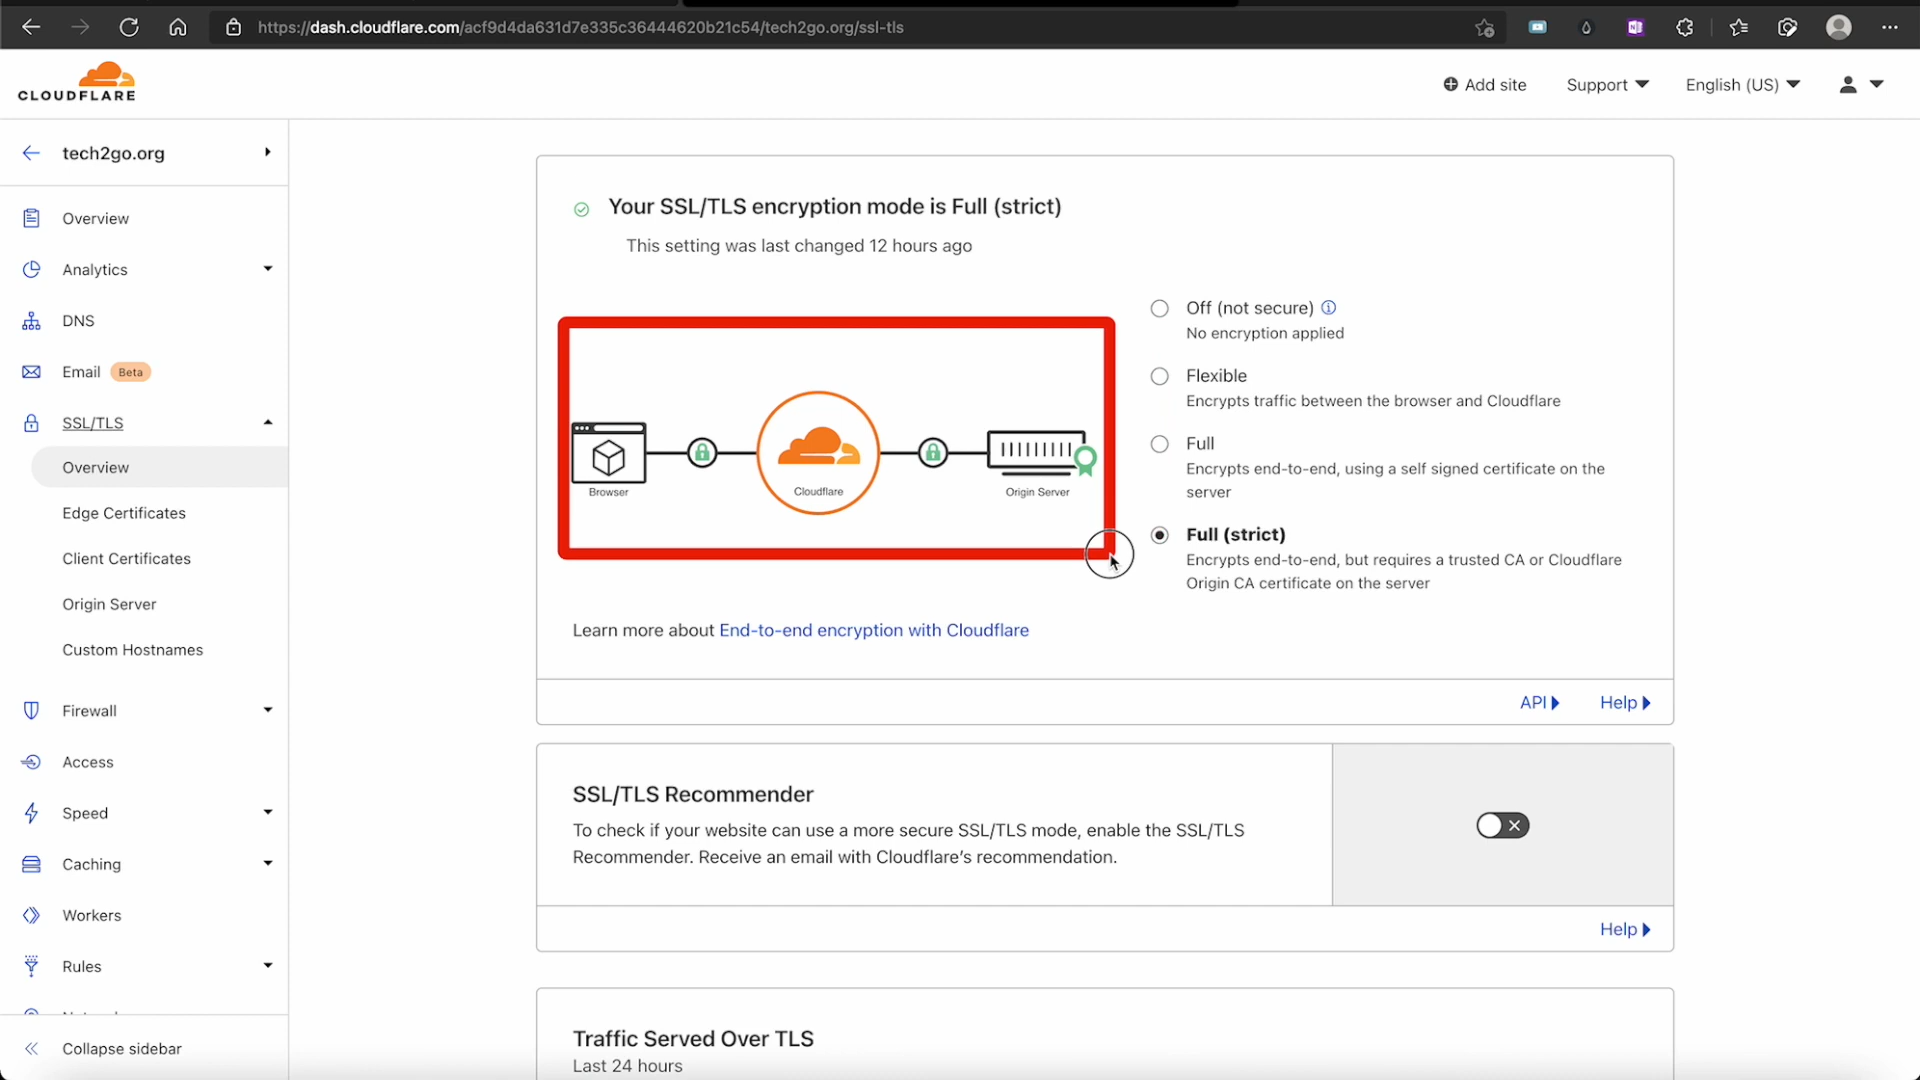 https://dash.cloudflare.com/acf9d4da631d7e335c36444620b21c54/tech2go.org/ssl-tls
CLOUDFLARE
Add site
Support
English (US)
tech2go.org
Overview
Analytics
DNS
Email Beta
SSL/TLS
Overview
Edge Certificates
Client Certificates
Origin Server
Custom Hostnames
Firewall
Access
Speed
Caching
Workers
Rules
Collapse sidebar
Your SSL/TLS encryption mode is Full (strict)
This setting was last changed 12 hours ago
Browser
Cloudflare
Origin Server
Off (not secure)
No encryption applied
Flexible
Encrypts traffic between the browser and Cloudflare
Full
Encrypts end-to-end, using a self signed certificate on the
server
Full (strict)
Encrypts end-to-end, but requires a trusted CA or Cloudflare
Origin CA certificate on the server
Learn more about End-to-end encryption with Cloudflare
API
Help
SSL/TLS Recommender
To check if your website can use a more secure SSL/TLS mode, enable the SSL/TLS
Recommender. Receive an email with Cloudflare's recommendation.
Help
Traffic Served Over TLS
Last 24 hours